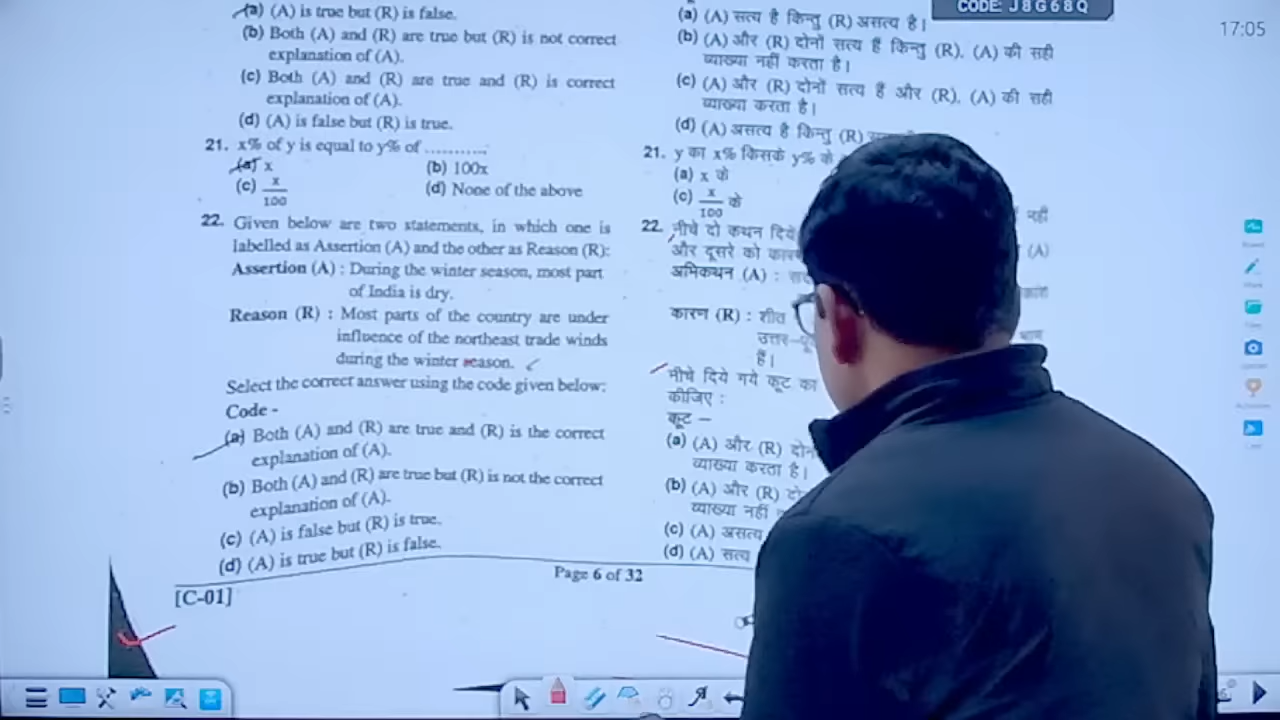 CODE: J8G68Q
17:05
(a) (A) is true but (R) is false.
(b) Both (A) and (R) are true but (R) is not correct
explanation of (A).
(c) Both (A) and (R) are true and (R) is correct
explanation of (A).
(d) (A) is false but (R) is true.
21. x% of y is equal to y% of ...........
(a) x
(b) 100x
(c) x/100
(d) None of the above
22. Given below are two statements, in which one is
labelled as Assertion (A) and the other as Reason (R):
Assertion (A) : During the winter season, most part
of India is dry.
Reason (R) : Most parts of the country are under
influence of the northeast trade winds
during the winter season.
Select the correct answer using the code given below:
Code -
(a) Both (A) and (R) are true and (R) is the correct
explanation of (A).
(b) Both (A) and (R) are true but (R) is not the correct
explanation of (A).
(c) (A) is false but (R) is true.
(d) (A) is true but (R) is false.
(a) (A) सत्य है किन्तु (R) असत्य है।
(b) (A) और (R) दोनों सत्य हैं किन्तु (R), (A) की सही
व्याख्या नहीं करता है।
(c) (A) और (R) दोनों सत्य हैं और (R), (A) की सही
व्याख्या करता है।
(d) (A) असत्य है किन्तु (R)
21. y का x% किसके y% के
(a) x के
(c) x/100 के
22. नीचे दो कथन दिये
नहीं
और दूसरे को
(A)
अभिकथन (A) :
कारण (R) : शीत
हैं।
नीचे दिये गये कूट का
कीजिए :
कूट –
(a) (A) और (R)
व्याख्या करता है।
(b) (A) और (R)
व्याख्या नहीं
(c) (A) असत्य
(d) (A) सत्य
Page 6 of 32
[C-01]